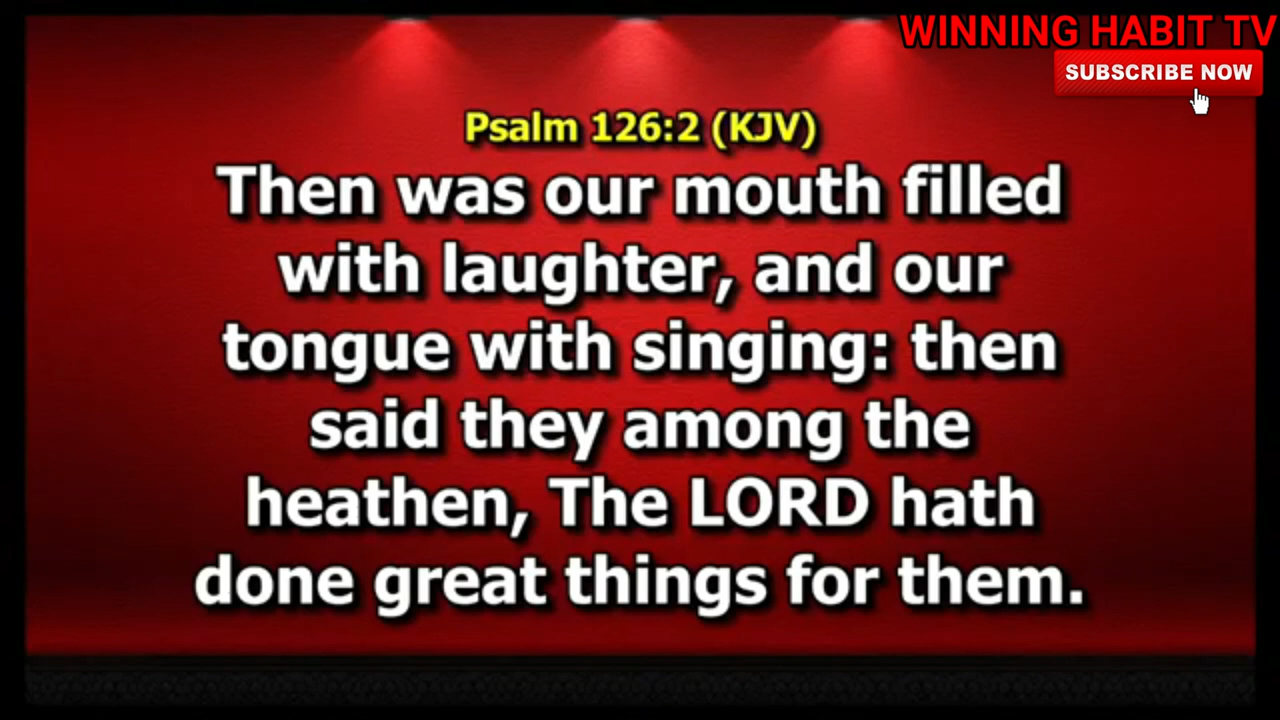 WINNING HABIT TV
SUBSCRIBE NOW
Psalm 126:2 (KJV)
Then was our mouth filled
with laughter, and our
tongue with singing: then
said they among the
heathen, The LORD hath
done great things for them.